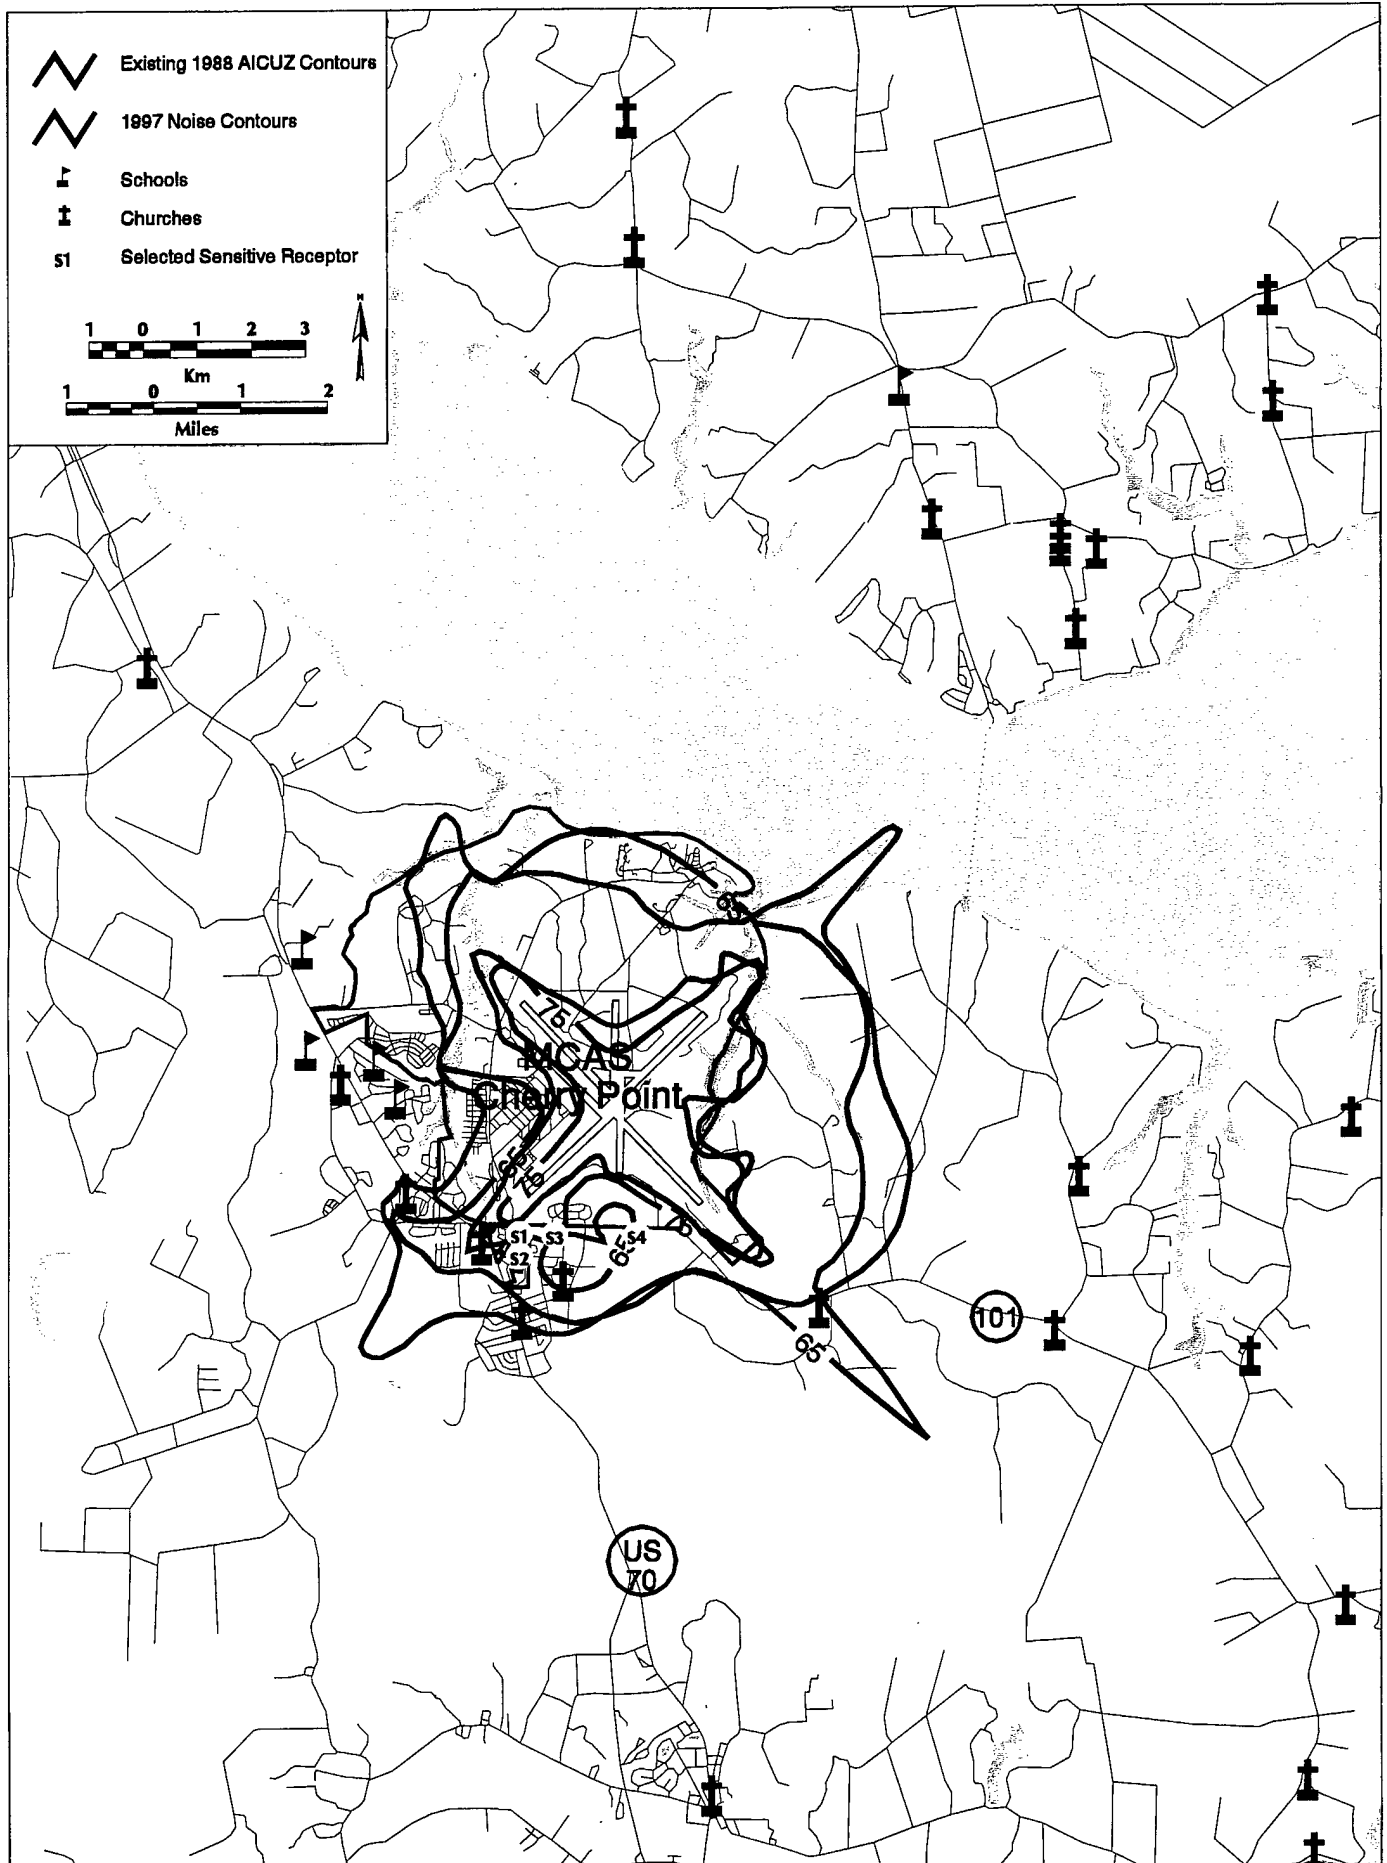 Existing 1988 AICUZ Contours
1997 Noise Contours
Schools
Churches
S1 Selected Sensitive Receptor
N
1 0 1 2 3
Km
1 0 1 2
Miles
65
75
MCAS
Cherry Point
65
75
75
S1 S3 S4
S2
65
101
65
US
70